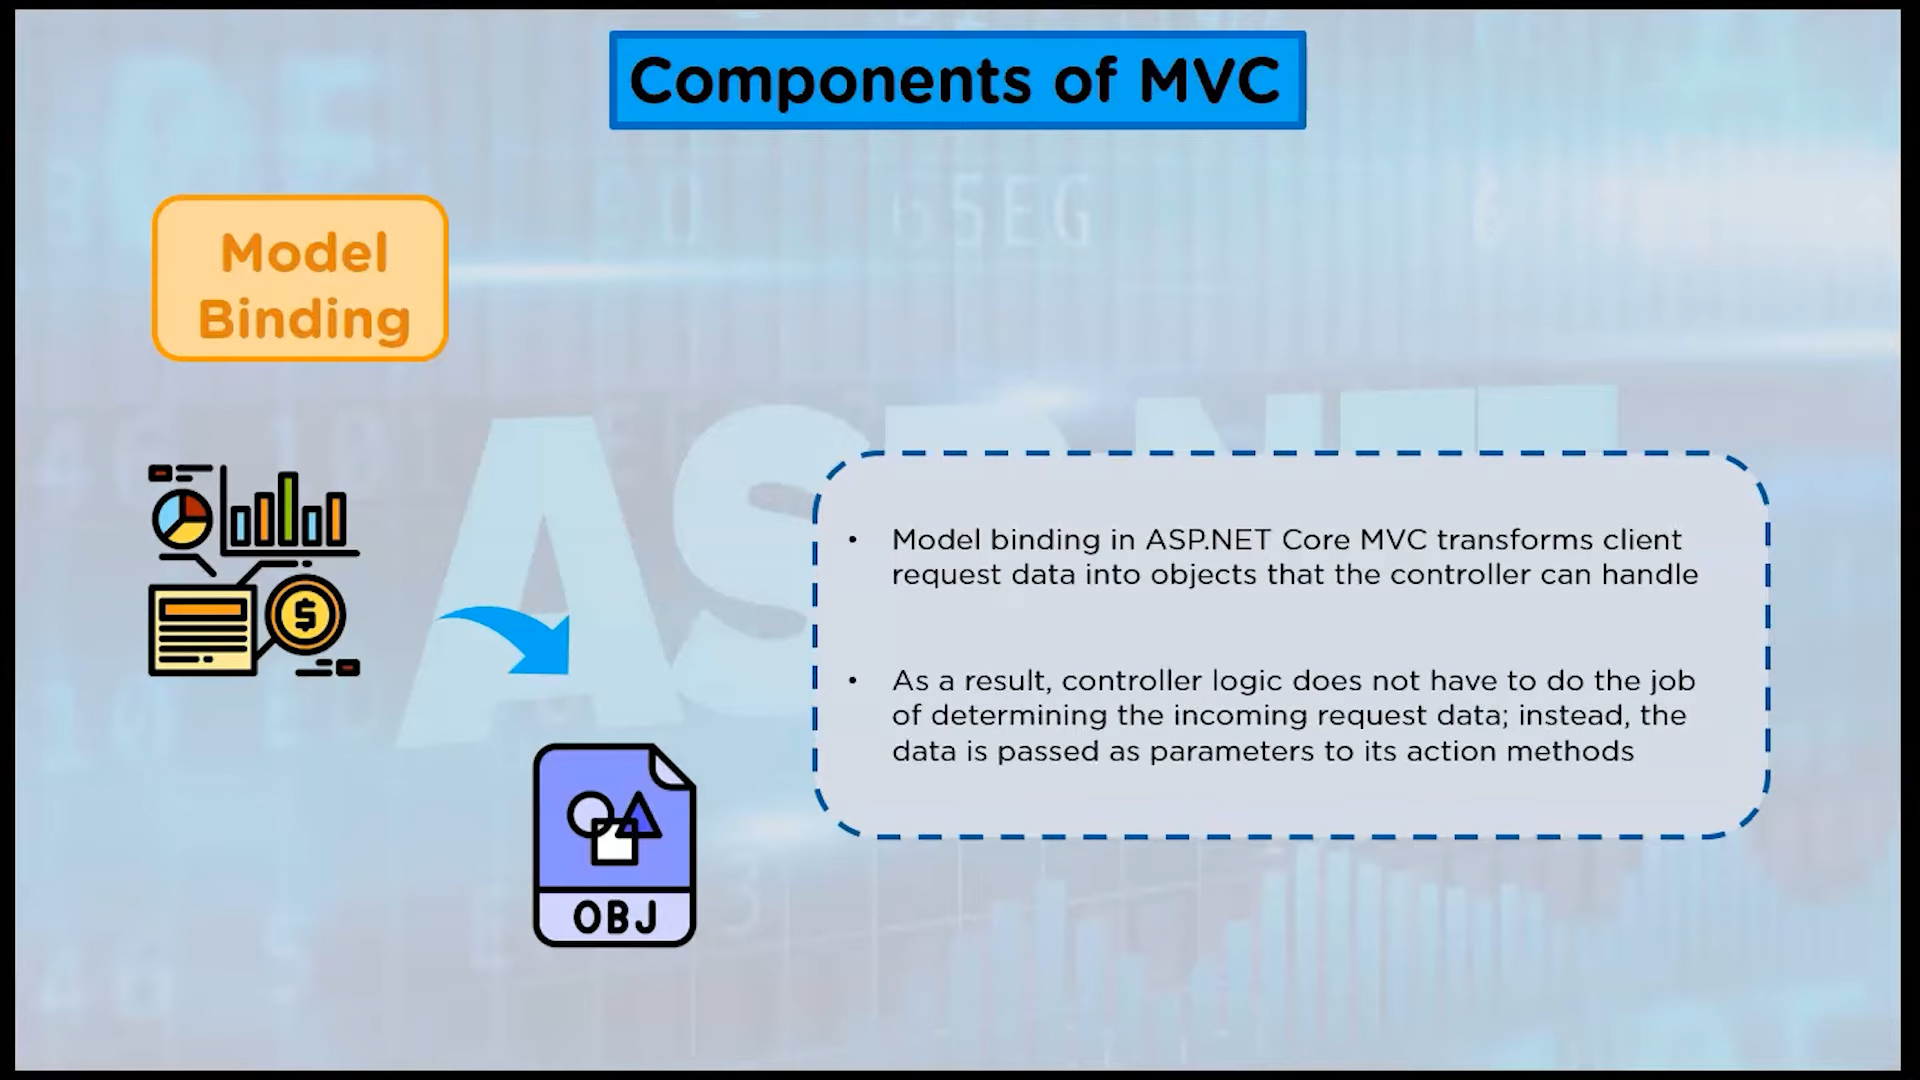 Components of MVC
Model
Binding
• Model binding in ASP.NET Core MVC transforms client
request data into objects that the controller can handle
• As a result, controller logic does not have to do the job
of determining the incoming request data; instead, the
data is passed as parameters to its action methods
OBJ